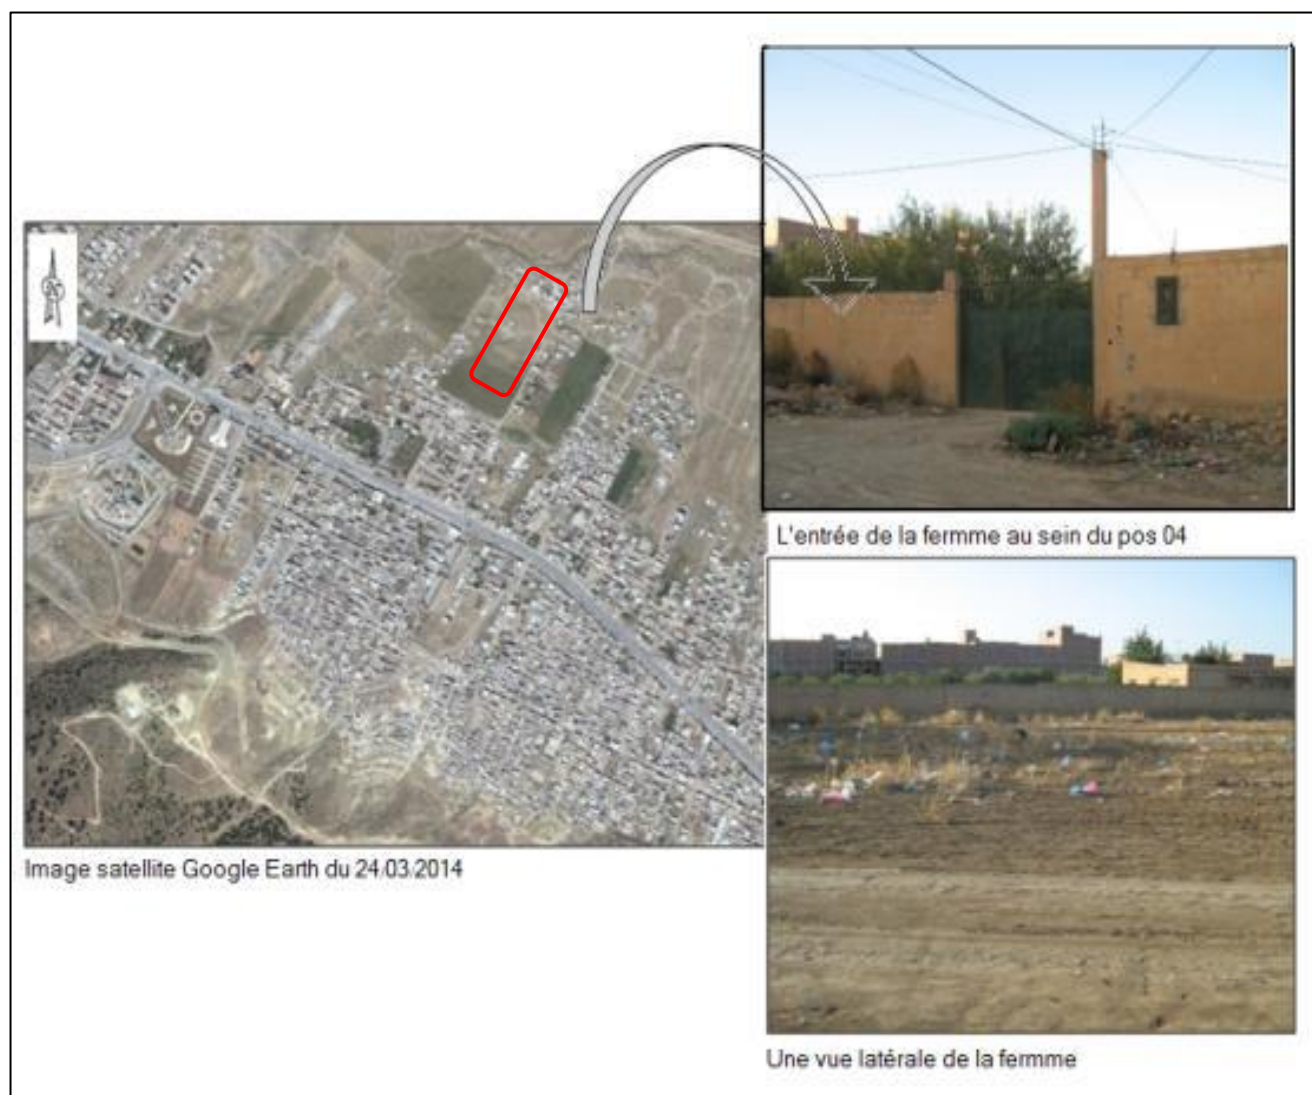 L'entrée de la fermme au sein du pos 04
Image satellite Google Earth du 24.03.2014
Une vue latérale de la fermme